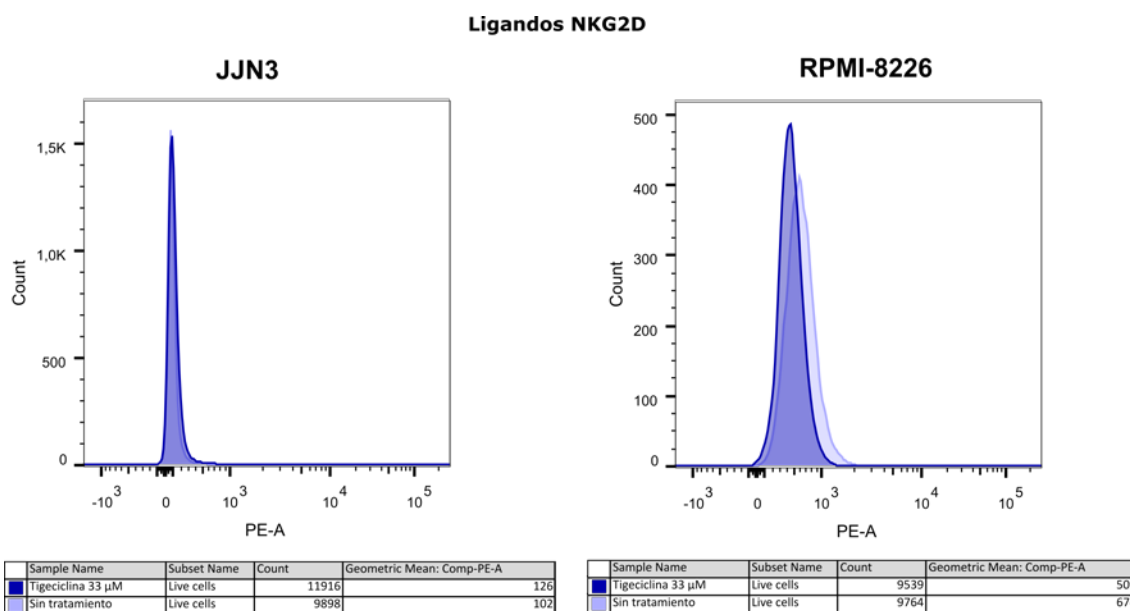 Ligandos NKG2D
JJN3
1,5K
1,0K
500
0
Count
-10 3 0 10 3 10 4 10 5
PE-A
Sample Name Subset Name Count Geometric Mean: Comp-PE-A
Tigeciclina 33 µM Live cells 11916 126
Sin tratamiento Live cells 9898 102
RPMI-8226
500
400
300
200
100
0
Count
-10 3 0 10 3 10 4 10 5
PE-A
Sample Name Subset Name Count Geometric Mean: Comp-PE-A
Tigeciclina 33 µM Live cells 9539 50
Sin tratamiento Live cells 9764 67